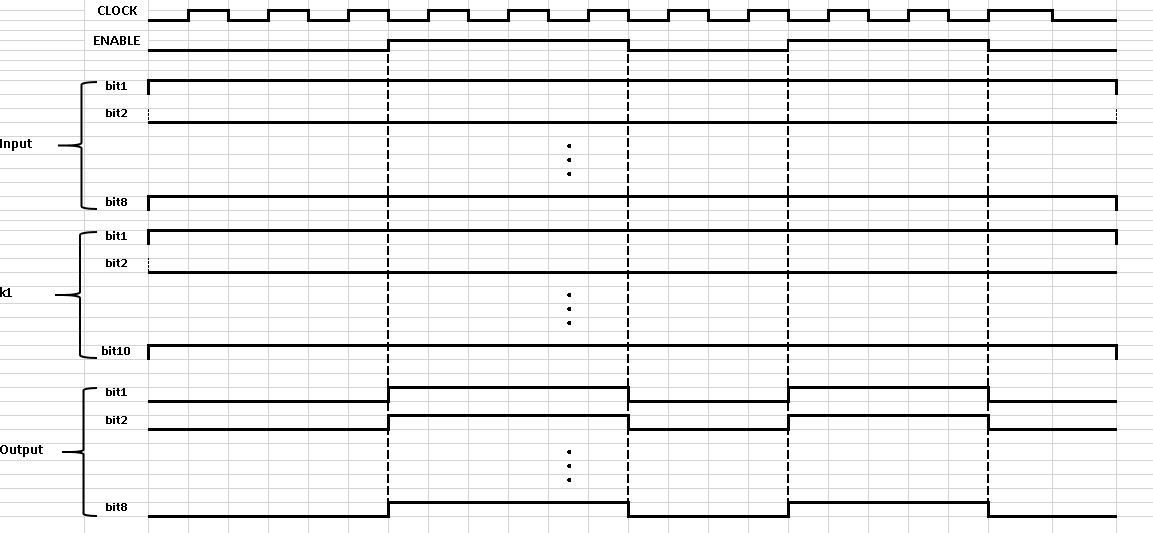 CLOCK
ENABLE
bit1
bit2
Input
bit8
bit1
bit2
k1
bit10
bit1
bit2
Output
bit8